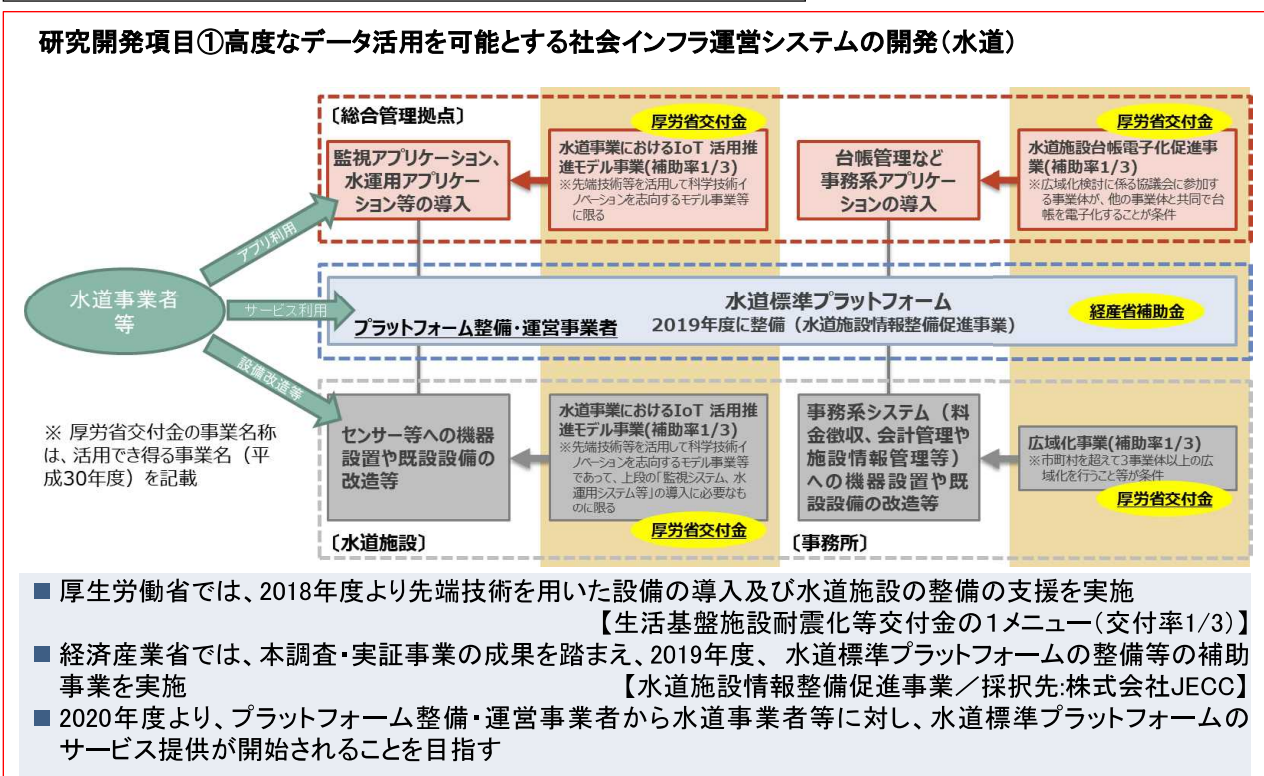 研究開発項目①高度なデータ活用を可能とする社会インフラ運営システムの開発(水道)
〔総合管理拠点〕
監視アプリケーション、
水運用アプリケー
ション等の導入
厚労省交付金
水道事業におけるIoT 活用推
進モデル事業(補助率1/3)
※先端技術等を活用して科学技術イ
ノベーションを志向するモデル事業等
に限る
台帳管理など
事務系アプリケー
ションの導入
厚労省交付金
水道施設台帳電子化促進事
業(補助率1/3)
※広域化検討に係る協議会に参加す
る事業体が、他の事業体と共同で台
帳を電子化することが条件
アプリ利用
水道事業者
等
サービス利用
設備改造等
水道標準プラットフォーム
2019年度に整備(水道施設情報整備促進事業)
プラットフォーム整備・運営事業者
経産省補助金
※ 厚労省交付金の事業名称
は、活用でき得る事業名(平
成30年度)を記載
センサー等への機器
設置や既設設備の
改造等
水道事業におけるIoT 活用推
進モデル事業(補助率1/3)
※先端技術等を活用して科学技術イ
ノベーションを志向するモデル事業等
であって、上段の「監視システム、水
運用システム等」の導入に必要なも
のに限る
厚労省交付金
〔水道施設〕
事務系システム(料
金徴収、会計管理や
施設情報管理等)
への機器設置や既
設設備の改造等
広域化事業(補助率1/3)
※市町村を超えて3事業体以上の広
域化を行うこと等が条件
厚労省交付金
〔事務所〕
■ 厚生労働省では、2018年度より先端技術を用いた設備の導入及び水道施設の整備の支援を実施
【生活基盤施設耐震化等交付金の1メニュー(交付率1/3)】
■ 経済産業省では、本調査・実証事業の成果を踏まえ、2019年度、 水道標準プラットフォームの整備等の補助
事業を実施 【水道施設情報整備促進事業/採択先:株式会社JECC】
■ 2020年度より、プラットフォーム整備・運営事業者から水道事業者等に対し、水道標準プラットフォームの
サービス提供が開始されることを目指す